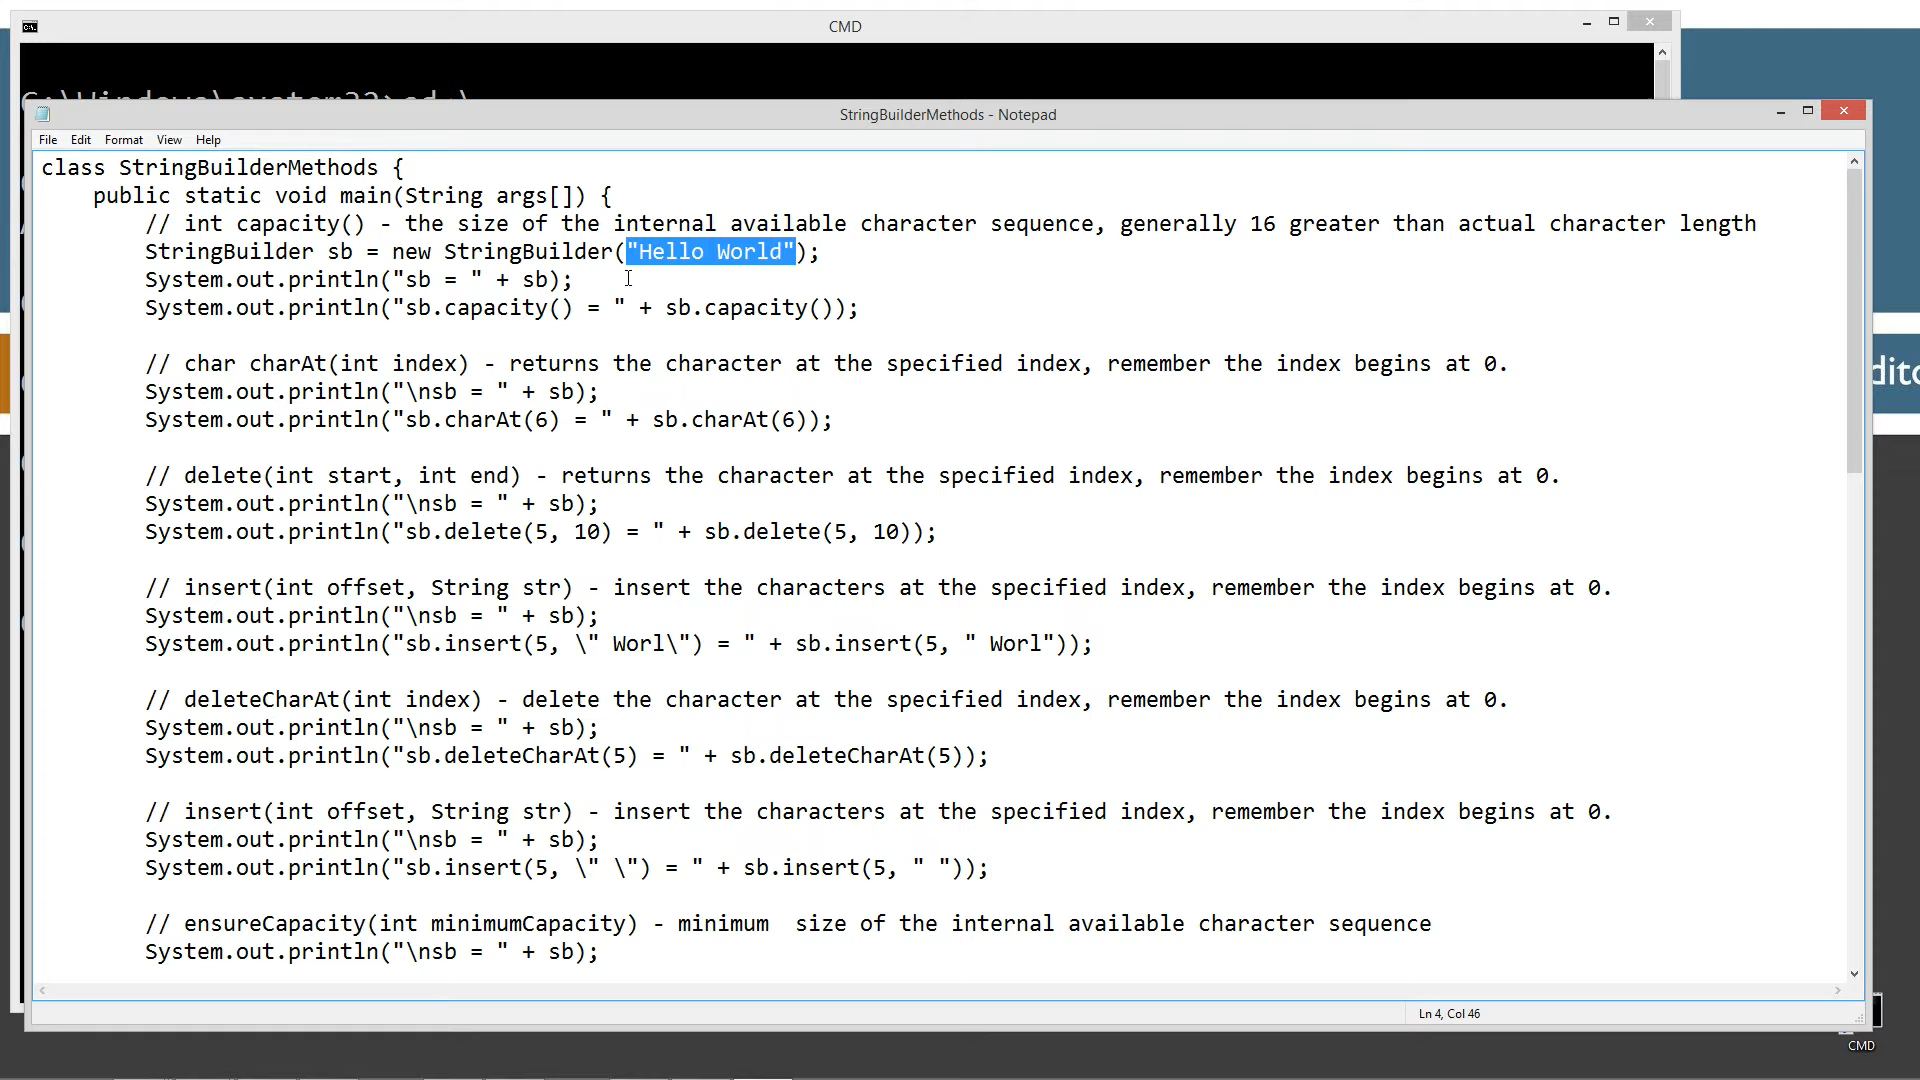 CMD
C:\Windows\system32>cd \
StringBuilderMethods - Notepad
File Edit Format View Help
class StringBuilderMethods {
    public static void main(String args[]) {
        // int capacity() - the size of the internal available character sequence, generally 16 greater than actual character length
        StringBuilder sb = new StringBuilder("Hello World");
        System.out.println("sb = " + sb);
        System.out.println("sb.capacity() = " + sb.capacity());

        // char charAt(int index) - returns the character at the specified index, remember the index begins at 0.
        System.out.println("\nsb = " + sb);
        System.out.println("sb.charAt(6) = " + sb.charAt(6));

        // delete(int start, int end) - returns the character at the specified index, remember the index begins at 0.
        System.out.println("\nsb = " + sb);
        System.out.println("sb.delete(5, 10) = " + sb.delete(5, 10));

        // insert(int offset, String str) - insert the characters at the specified index, remember the index begins at 0.
        System.out.println("\nsb = " + sb);
        System.out.println("sb.insert(5, \" Worl\") = " + sb.insert(5, " Worl"));

        // deleteCharAt(int index) - delete the character at the specified index, remember the index begins at 0.
        System.out.println("\nsb = " + sb);
        System.out.println("sb.deleteCharAt(5) = " + sb.deleteCharAt(5));

        // insert(int offset, String str) - insert the characters at the specified index, remember the index begins at 0.
        System.out.println("\nsb = " + sb);
        System.out.println("sb.insert(5, \" \") = " + sb.insert(5, " "));

        // ensureCapacity(int minimumCapacity) - minimum  size of the internal available character sequence
        System.out.println("\nsb = " + sb);
Ln 4, Col 46
CMD